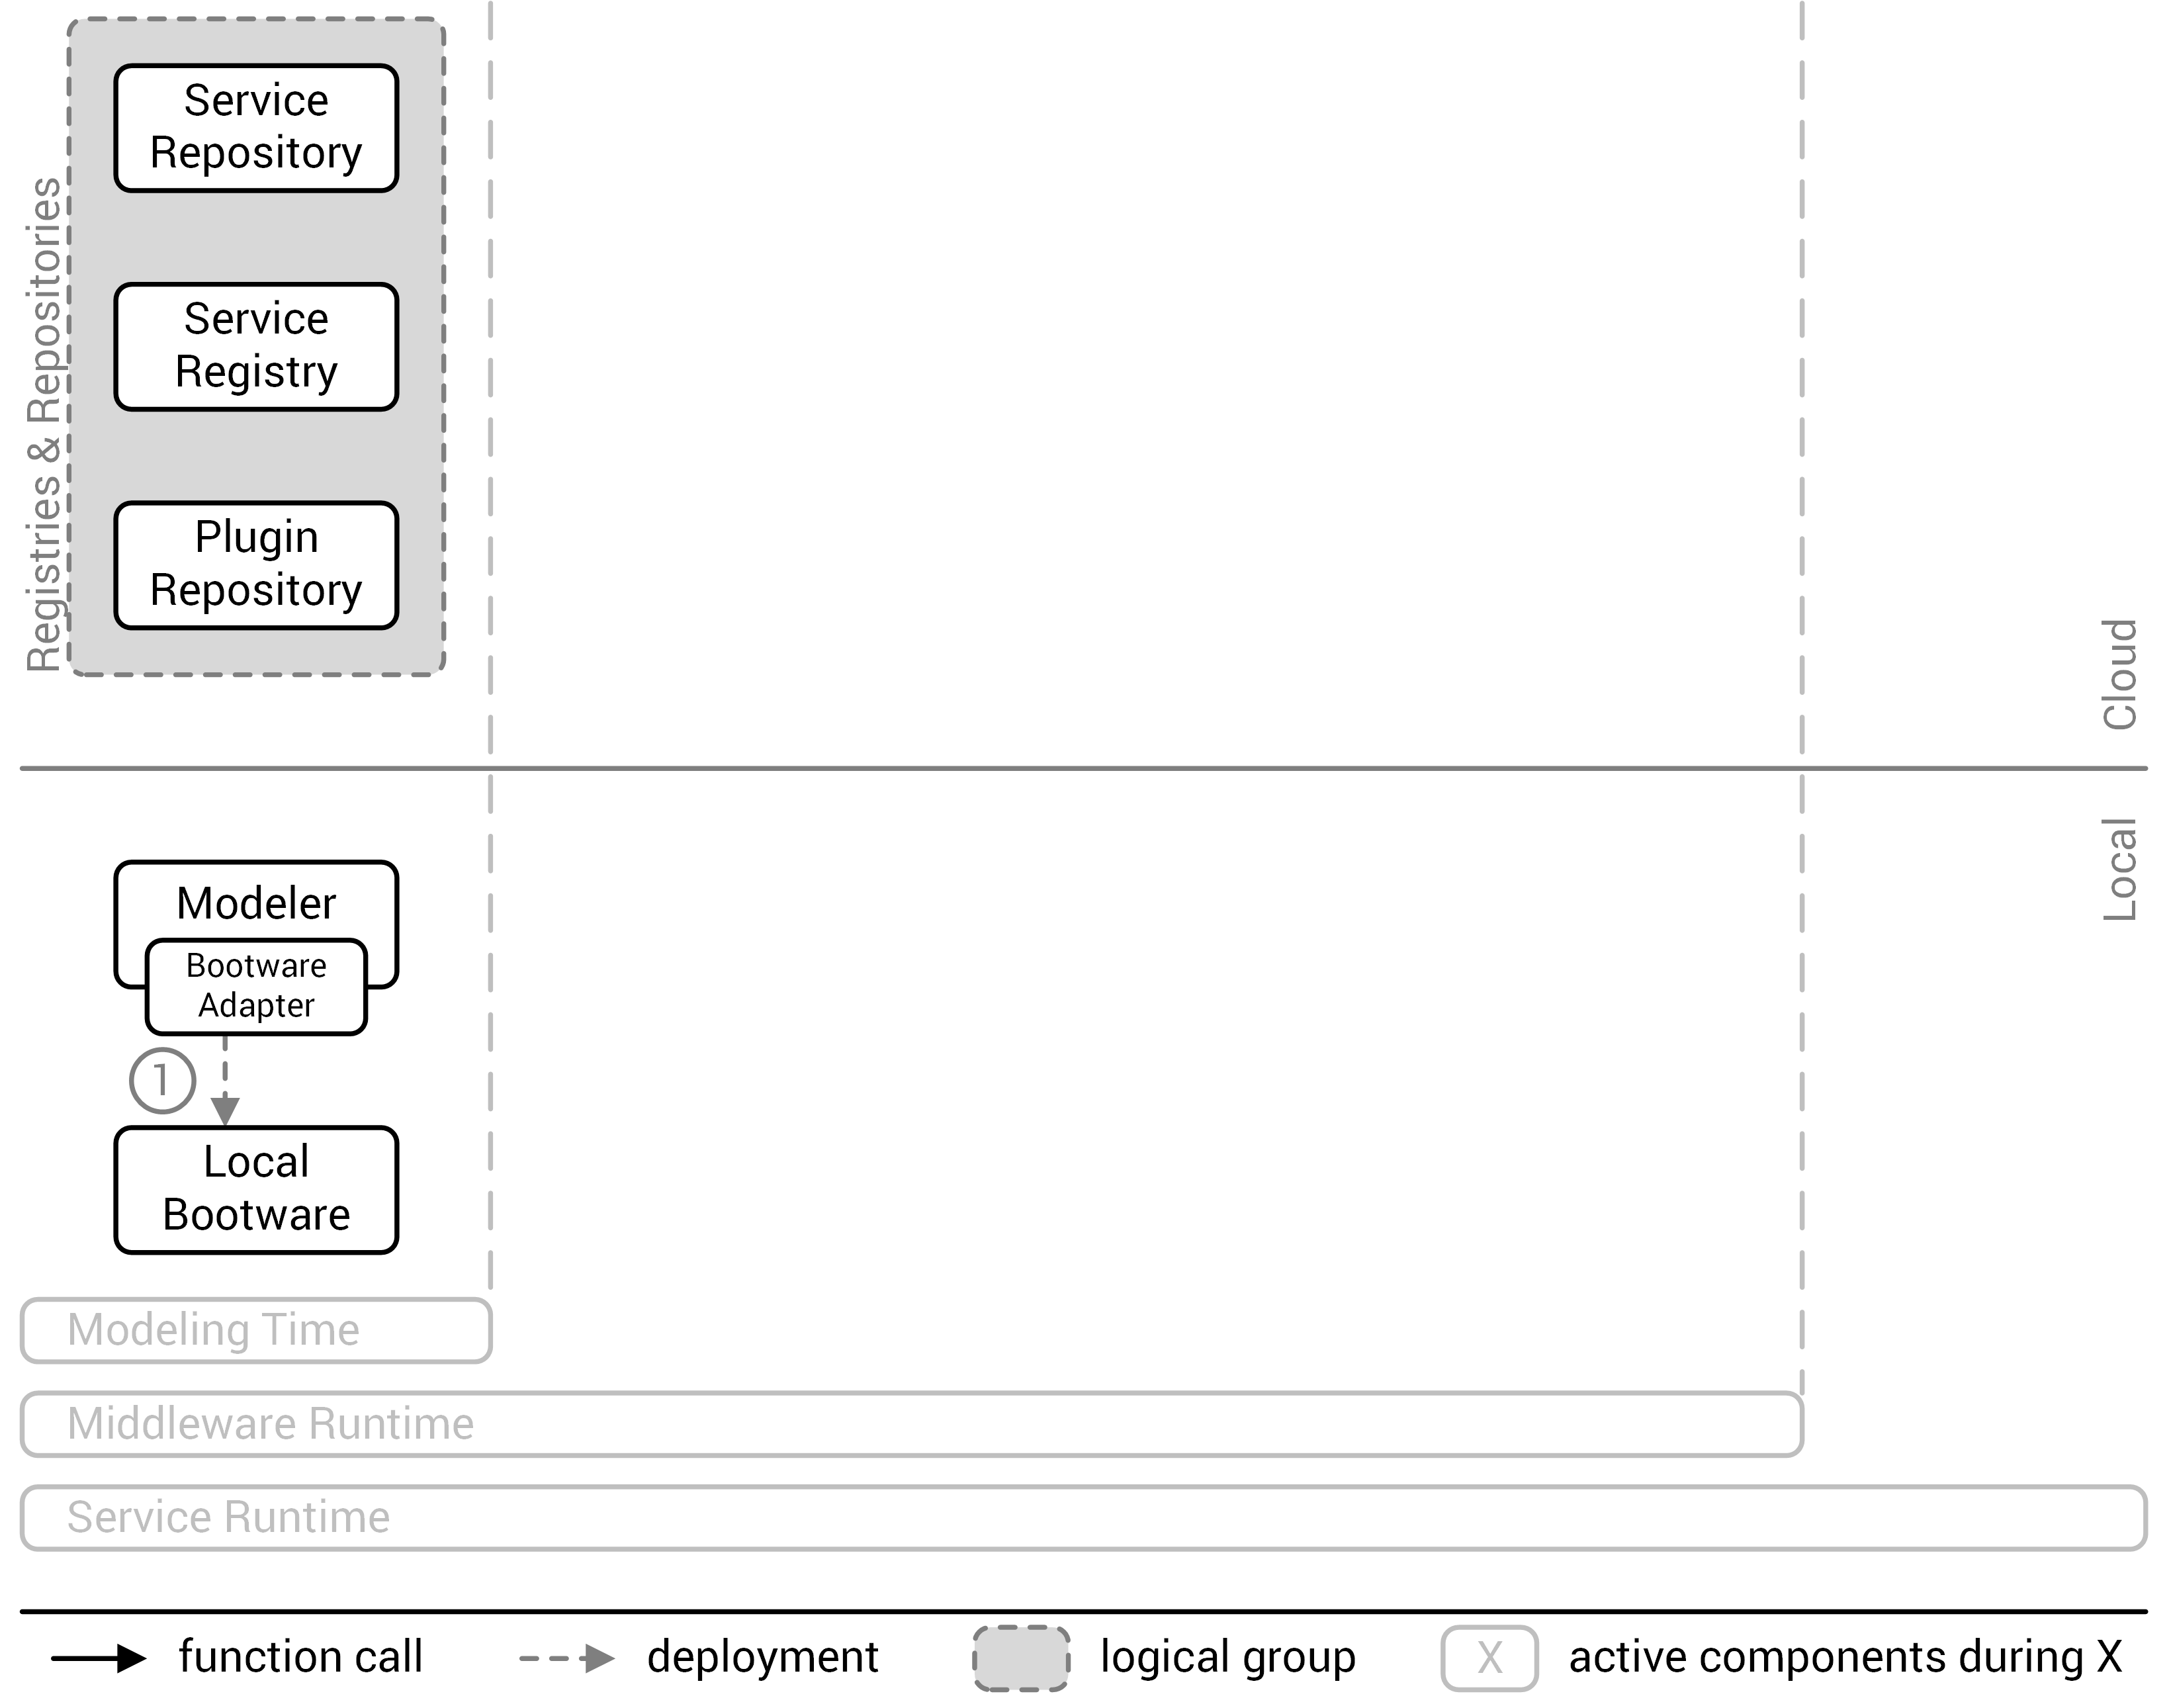 Registries & Repositories
Service
Repository
Service
Registry
Plugin
Repository
Cloud
Local
Modeler
Bootware
Adapter
1
Local
Bootware
Modeling Time
Middleware Runtime
Service Runtime
function call
deployment
logical group
X
active components during X